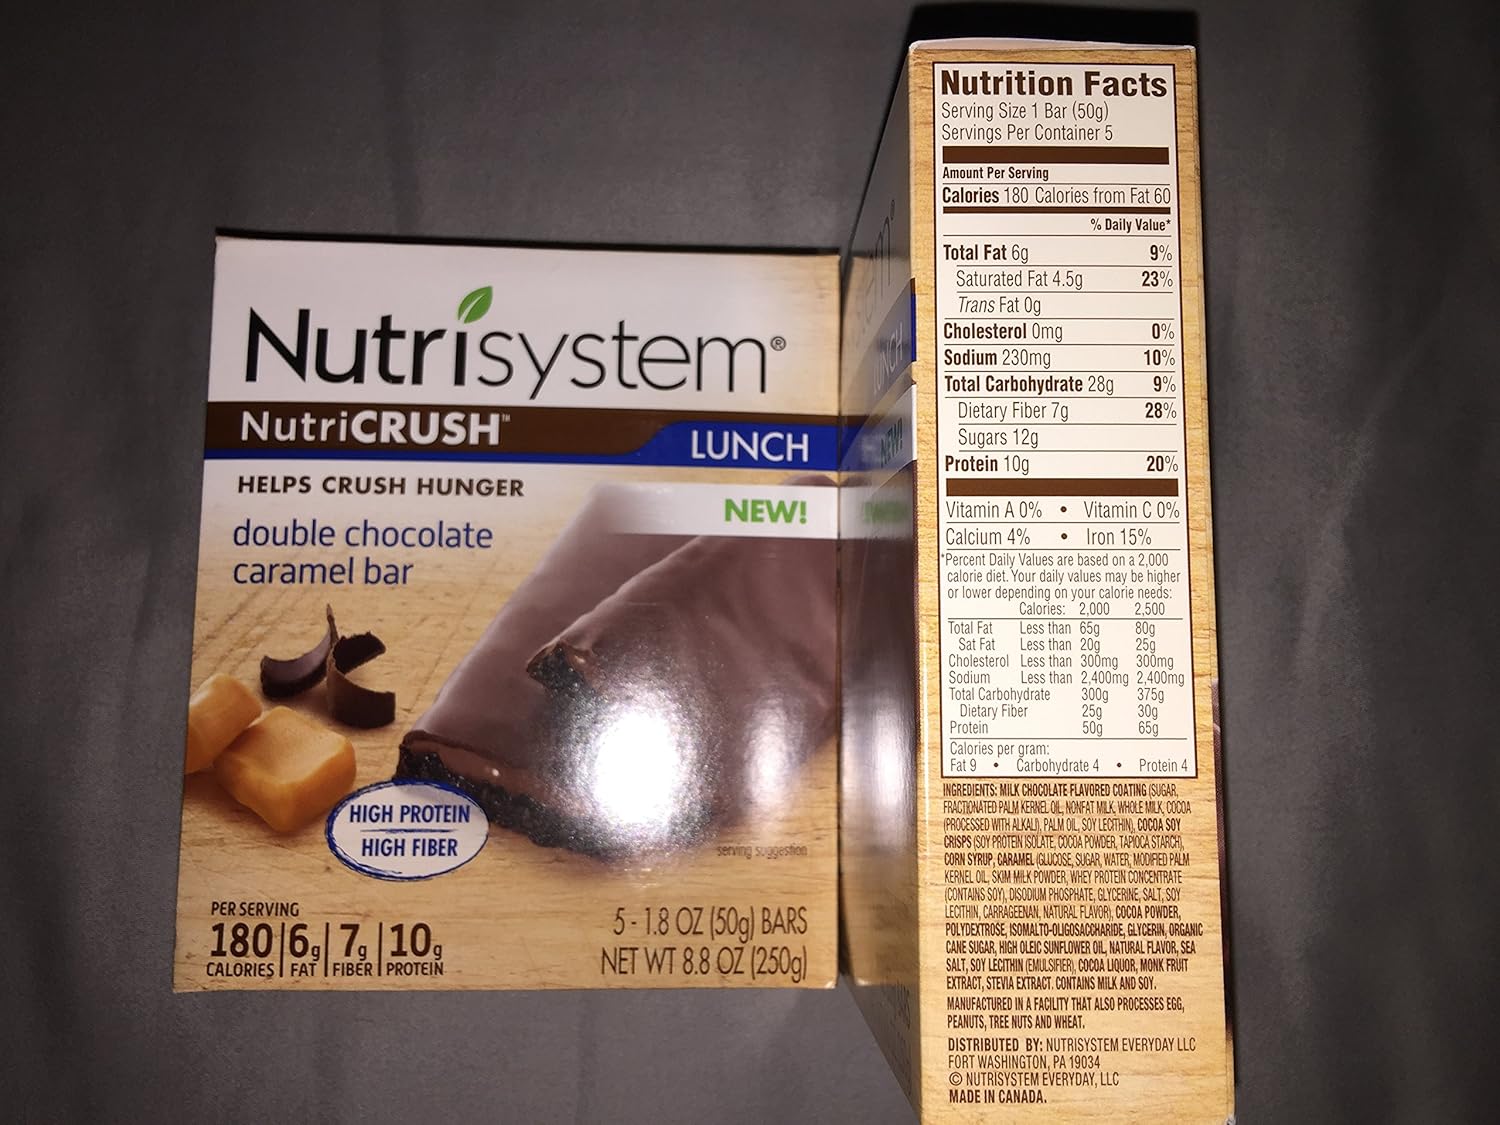 Nutrisystem®
NutriCRUSH™
LUNCH
HELPS CRUSH HUNGER
NEW!
double chocolate
caramel bar
HIGH PROTEIN
HIGH FIBER
serving suggestion
PER SERVING
180 6g 7g 10g
CALORIES FAT FIBER PROTEIN
5 - 1.8 OZ (50g) BARS
NET WT 8.8 OZ (250g)
LUNCH
NEW!
Nutrition Facts
Serving Size 1 Bar (50g)
Servings Per Container 5
Amount Per Serving
Calories 180 Calories from Fat 60
% Daily Value*
Total Fat 6g 9%
Saturated Fat 4.5g 23%
Trans Fat 0g
Cholesterol 0mg 0%
Sodium 230mg 10%
Total Carbohydrate 28g 9%
Dietary Fiber 7g 28%
Sugars 12g
Protein 10g 20%
Vitamin A 0% • Vitamin C 0%
Calcium 4% • Iron 15%
*Percent Daily Values are based on a 2,000
calorie diet. Your daily values may be higher
or lower depending on your calorie needs:
Calories: 2,000 2,500
Total Fat Less than 65g 80g
Sat Fat Less than 20g 25g
Cholesterol Less than 300mg 300mg
Sodium Less than 2,400mg 2,400mg
Total Carbohydrate 300g 375g
Dietary Fiber 25g 30g
Protein 50g 65g
Calories per gram:
Fat 9 • Carbohydrate 4 • Protein 4
INGREDIENTS: MILK CHOCOLATE FLAVORED COATING (SUGAR,
FRACTIONATED PALM KERNEL OIL, NONFAT MILK, WHOLE MILK, COCOA
(PROCESSED WITH ALKALI), PALM OIL, SOY LECITHIN), COCOA SOY
CRISPS (SOY PROTEIN ISOLATE, COCOA POWDER, TAPIOCA STARCH),
CORN SYRUP, CARAMEL (GLUCOSE, SUGAR, WATER, MODIFIED PALM
KERNEL OIL, SKIM MILK POWDER, WHEY PROTEIN CONCENTRATE
(CONTAINS SOY), DISODIUM PHOSPHATE, GLYCERINE, SALT, SOY
LECITHIN, CARRAGEENAN, NATURAL FLAVOR), COCOA POWDER,
POLYDEXTROSE, ISOMALTO-OLIGOSACCHARIDE, GLYCERIN, ORGANIC
CANE SUGAR, HIGH OLEIC SUNFLOWER OIL, NATURAL FLAVOR, SEA
SALT, SOY LECITHIN (EMULSIFIER), COCOA LIQUOR, MONK FRUIT
EXTRACT, STEVIA EXTRACT. CONTAINS MILK AND SOY.
MANUFACTURED IN A FACILITY THAT ALSO PROCESSES EGG,
PEANUTS, TREE NUTS AND WHEAT.
DISTRIBUTED BY: NUTRISYSTEM EVERYDAY LLC
FORT WASHINGTON, PA 19034
© NUTRISYSTEM EVERYDAY, LLC
MADE IN CANADA.